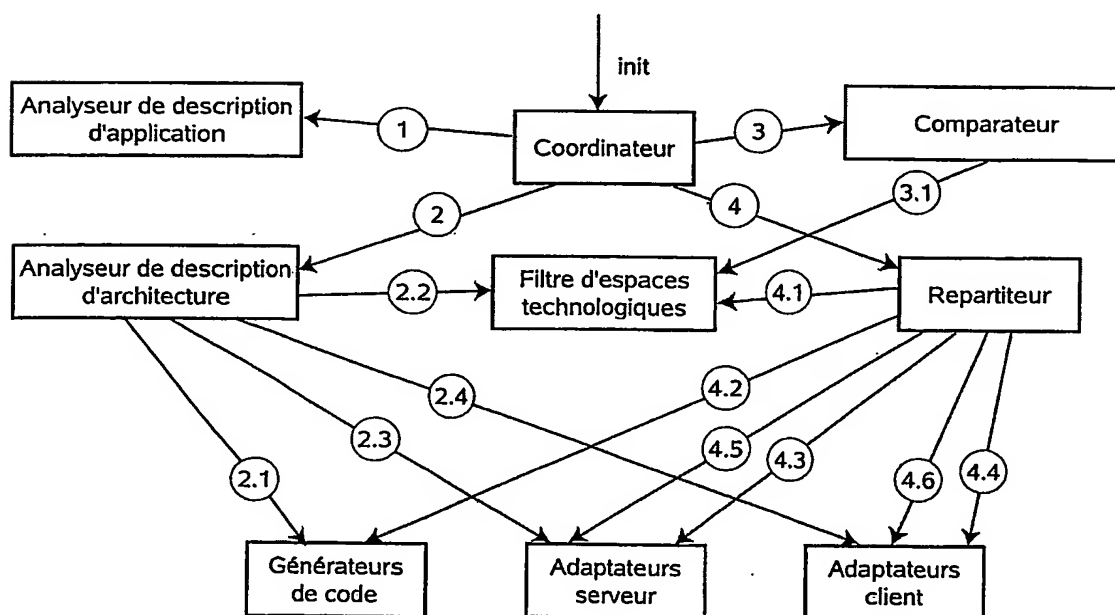 init
Analyseur de description
d'application
1
Coordinateur
3
Comparateur
2
4
3.1
Analyseur de description
d'architecture
2.2
Filtre d'espaces
technologiques
4.1
Repartiteur
2.4
4.2
2.3
4.5
4.3
2.1
4.6
4.4
Générateurs
de code
Adaptateurs
serveur
Adaptateurs
client